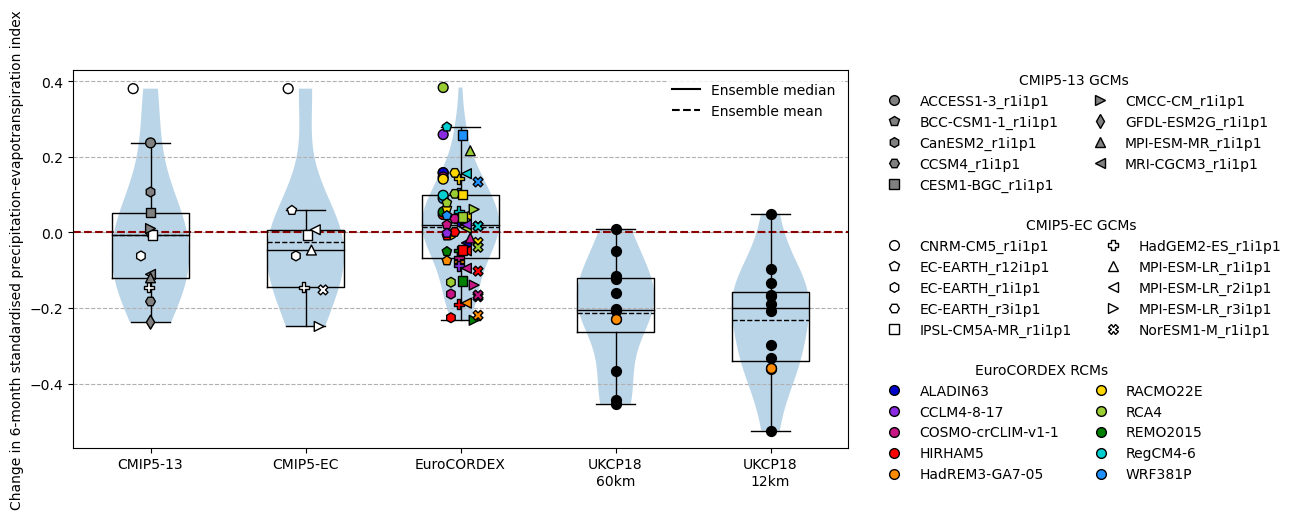 Change in 6-month standardised precipitation-evapotranspiration index
0.4
0.2
0.0
−0.2
−0.4
Ensemble median
Ensemble mean
CMIP5-13
CMIP5-EC
EuroCORDEX
UKCP18
60km
UKCP18
12km
CMIP5-13 GCMs
ACCESS1-3_r1i1p1
BCC-CSM1-1_r1i1p1
CanESM2_r1i1p1
CCSM4_r1i1p1
CESM1-BGC_r1i1p1
CMCC-CM_r1i1p1
GFDL-ESM2G_r1i1p1
MPI-ESM-MR_r1i1p1
MRI-CGCM3_r1i1p1
CMIP5-EC GCMs
CNRM-CM5_r1i1p1
EC-EARTH_r12i1p1
EC-EARTH_r1i1p1
EC-EARTH_r3i1p1
IPSL-CM5A-MR_r1i1p1
HadGEM2-ES_r1i1p1
MPI-ESM-LR_r1i1p1
MPI-ESM-LR_r2i1p1
MPI-ESM-LR_r3i1p1
NorESM1-M_r1i1p1
EuroCORDEX RCMs
ALADIN63
CCLM4-8-17
COSMO-crCLIM-v1-1
HIRHAM5
HadREM3-GA7-05
RACMO22E
RCA4
REMO2015
RegCM4-6
WRF381P